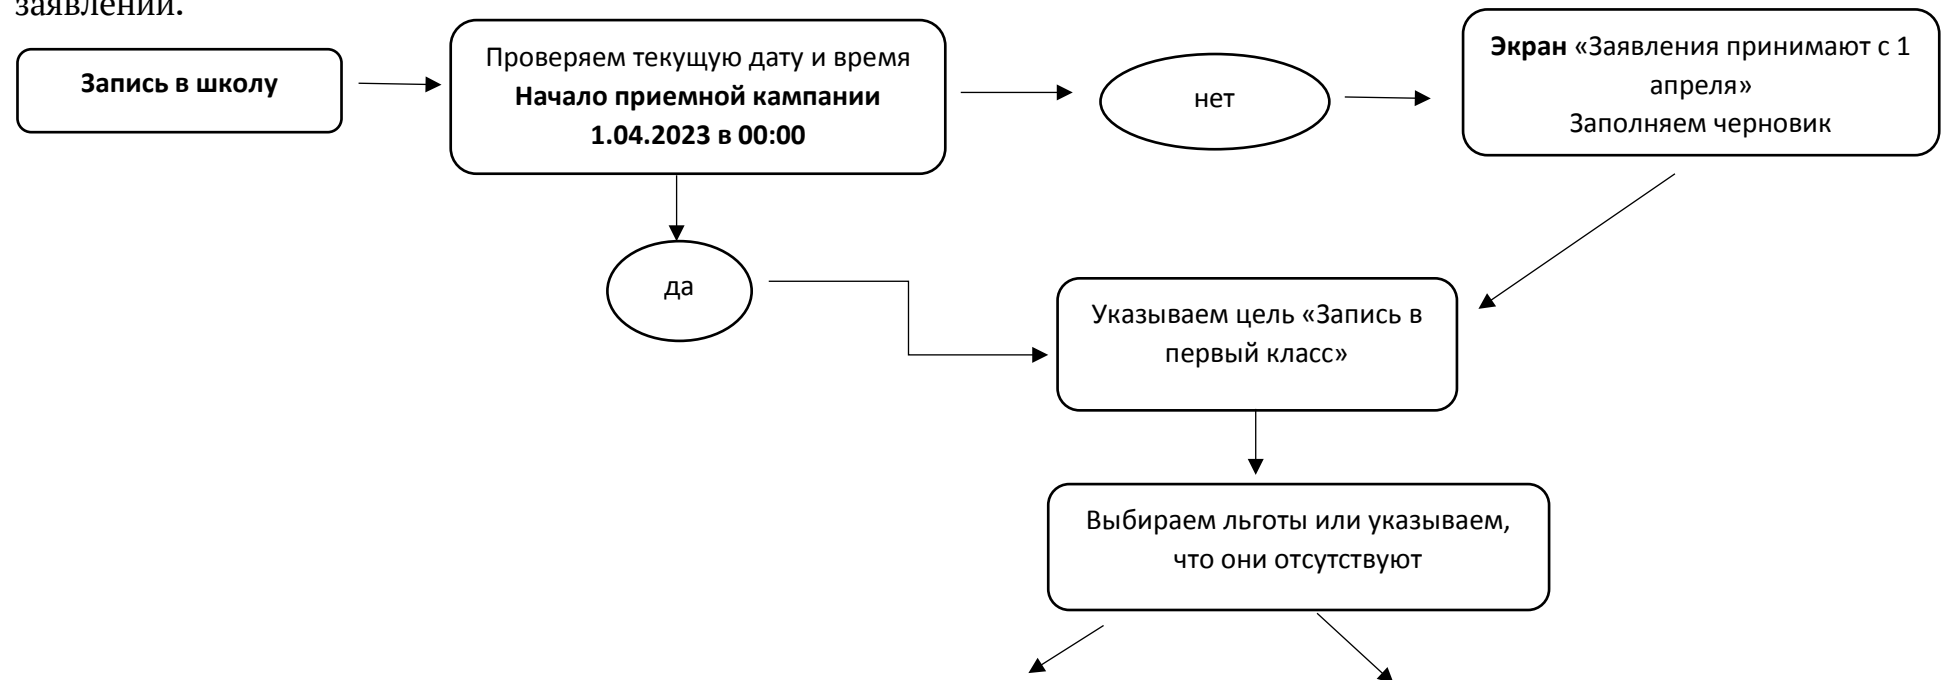 заявлений.
Запись в школу
Проверяем текущую дату и время
Начало приемной кампании
1.04.2023 в 00:00
нет
Экран «Заявления принимают с 1
апреля»
Заполняем черновик
да
Указываем цель «Запись в
первый класс»
Выбираем льготы или указываем,
что они отсутствуют